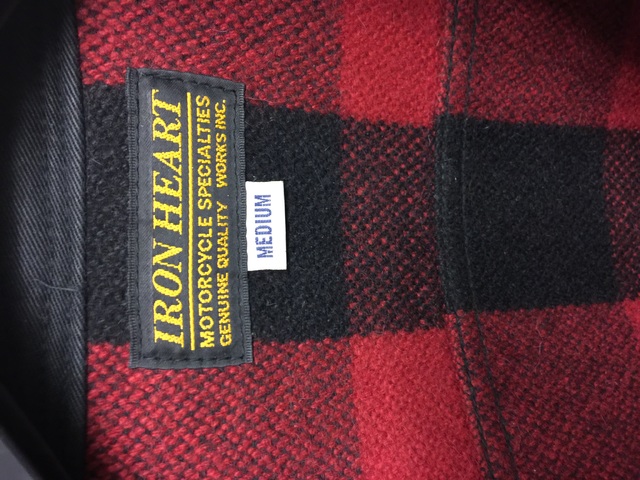 IRON HEART
MOTORCYCLE SPECIALTIES
GENUINE QUALITY WORKS INC.
MEDIUM